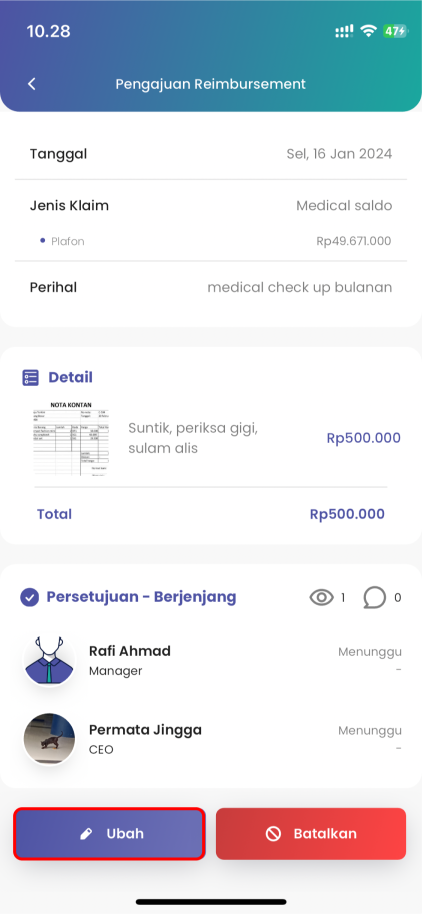 10.28
47
Pengajuan Reimbursement
Tanggal Sel, 16 Jan 2024
Jenis Klaim Medical saldo
Plafon Rp49.671.000
Perihal medical check up bulanan
Detail
NOTA KONTAN
Suntik, periksa gigi,
sulam alis
Rp500.000
Total Rp500.000
Persetujuan - Berjenjang 1 0
Rafi Ahmad Menunggu
Manager -
Permata Jingga Menunggu
CEO -
Ubah Batalkan